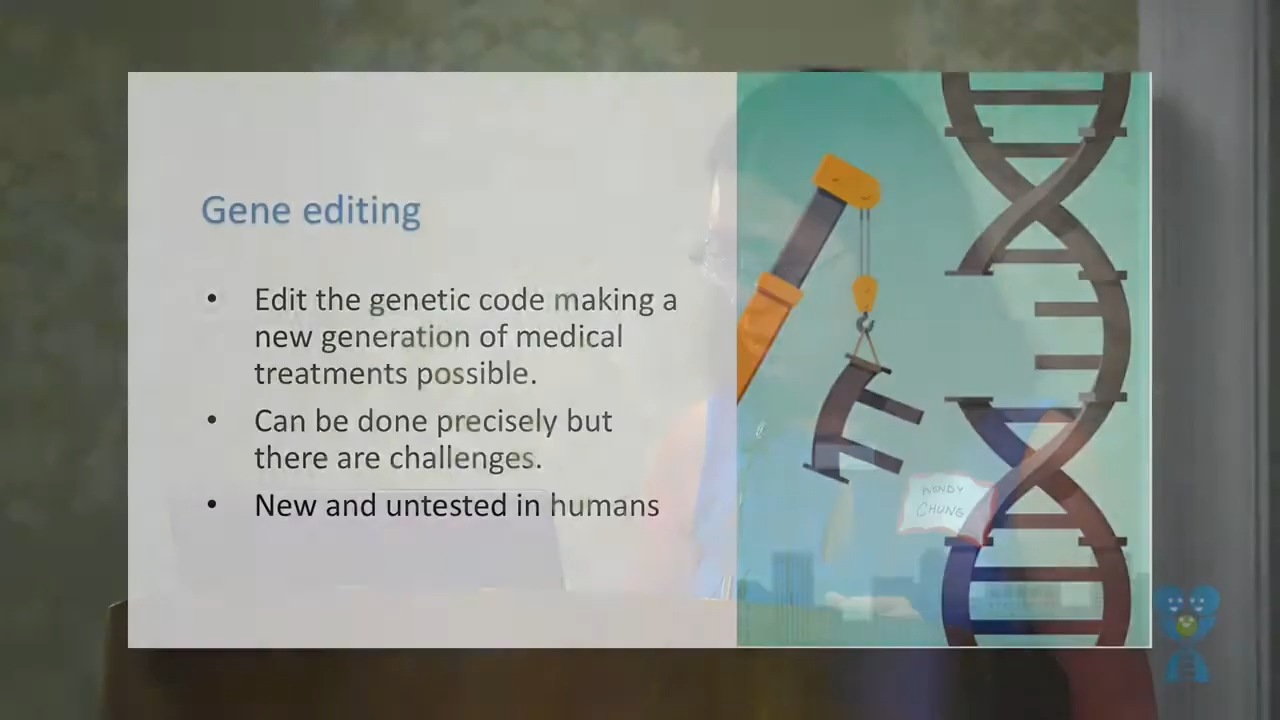 Gene editing
• Edit the genetic code making a
new generation of medical
treatments possible.
• Can be done precisely but
there are challenges.
• New and untested in humans
WENDY
CHUNG